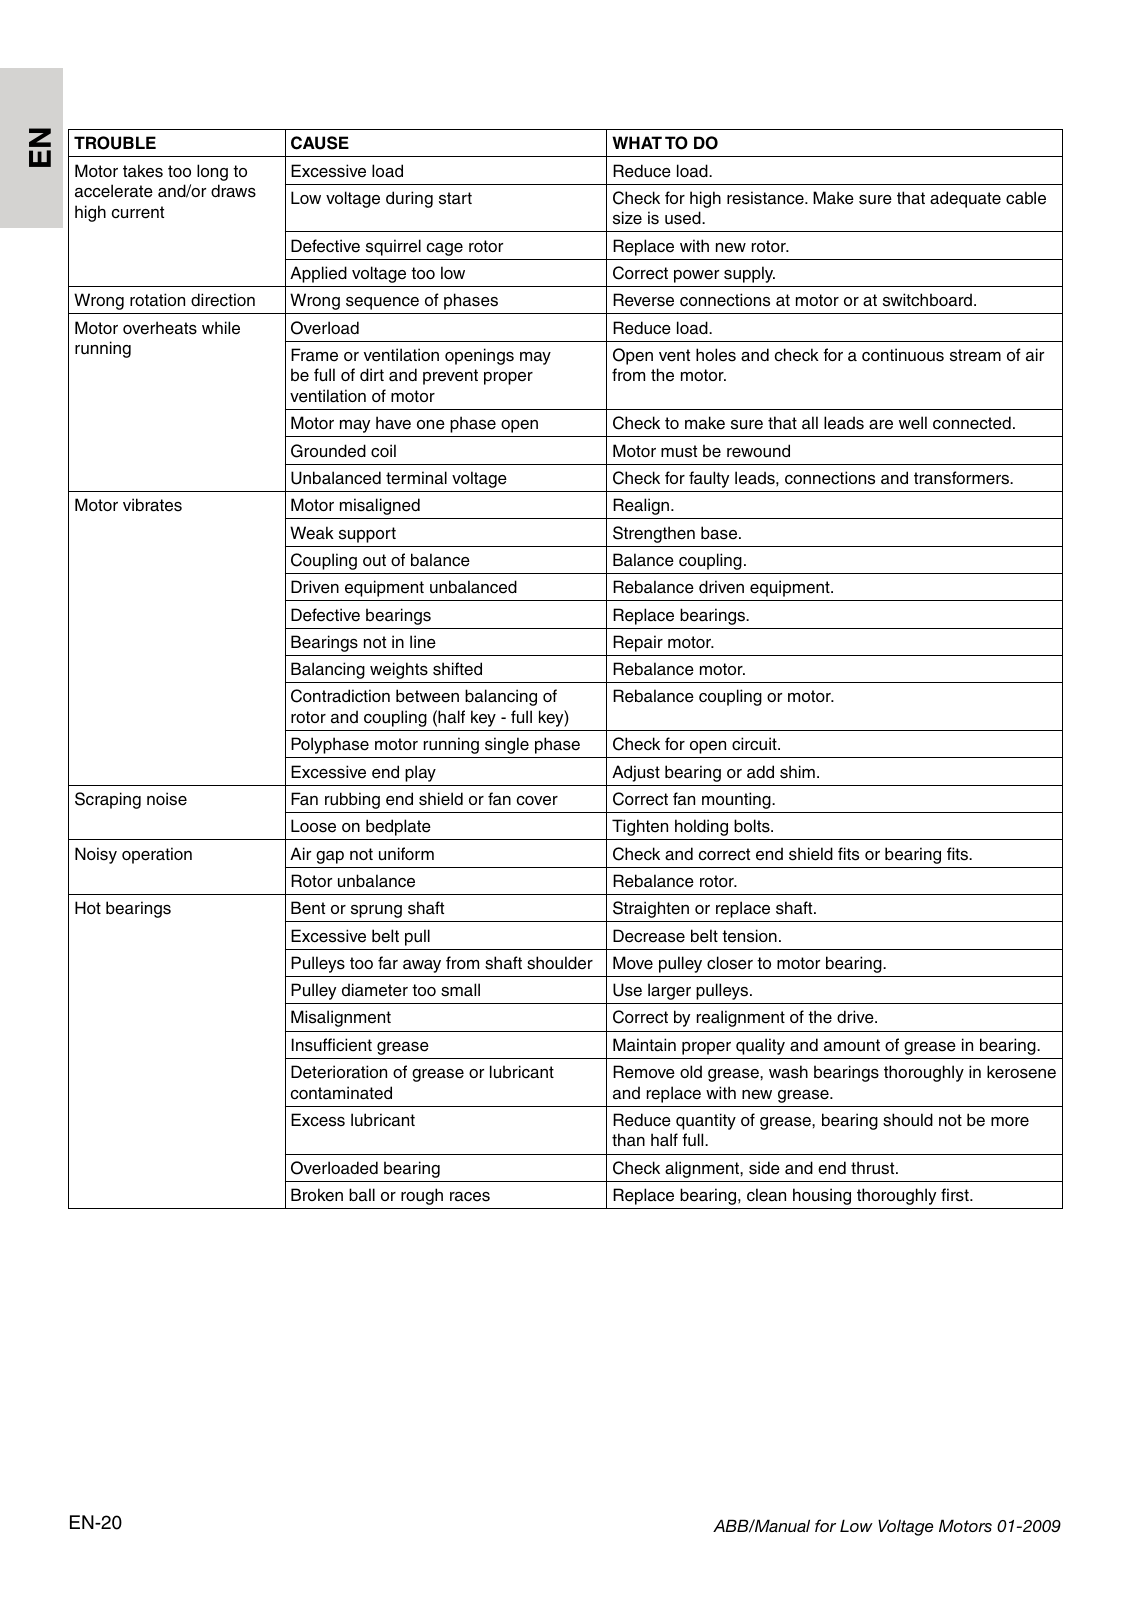 EN
TROUBLE CAUSE WHAT TO DO
Motor takes too long to accelerate and/or draws high current
Excessive load Reduce load.
Low voltage during start Check for high resistance. Make sure that adequate cable size is used.
Defective squirrel cage rotor Replace with new rotor.
Applied voltage too low Correct power supply.
Wrong rotation direction Wrong sequence of phases Reverse connections at motor or at switchboard.
Motor overheats while running
Overload Reduce load.
Frame or ventilation openings may be full of dirt and prevent proper ventilation of motor Open vent holes and check for a continuous stream of air from the motor.
Motor may have one phase open Check to make sure that all leads are well connected.
Grounded coil Motor must be rewound
Unbalanced terminal voltage Check for faulty leads, connections and transformers.
Motor vibrates Motor misaligned Realign.
Weak support Strengthen base.
Coupling out of balance Balance coupling.
Driven equipment unbalanced Rebalance driven equipment.
Defective bearings Replace bearings.
Bearings not in line Repair motor.
Balancing weights shifted Rebalance motor.
Contradiction between balancing of rotor and coupling (half key - full key) Rebalance coupling or motor.
Polyphase motor running single phase Check for open circuit.
Excessive end play Adjust bearing or add shim.
Scraping noise Fan rubbing end shield or fan cover Correct fan mounting.
Loose on bedplate Tighten holding bolts.
Noisy operation Air gap not uniform Check and correct end shield fits or bearing fits.
Rotor unbalance Rebalance rotor.
Hot bearings Bent or sprung shaft Straighten or replace shaft.
Excessive belt pull Decrease belt tension.
Pulleys too far away from shaft shoulder Move pulley closer to motor bearing.
Pulley diameter too small Use larger pulleys.
Misalignment Correct by realignment of the drive.
Insufficient grease Maintain proper quality and amount of grease in bearing.
Deterioration of grease or lubricant contaminated Remove old grease, wash bearings thoroughly in kerosene and replace with new grease.
Excess lubricant Reduce quantity of grease, bearing should not be more than half full.
Overloaded bearing Check alignment, side and end thrust.
Broken ball or rough races Replace bearing, clean housing thoroughly first.
EN-20
ABB/Manual for Low Voltage Motors 01-2009